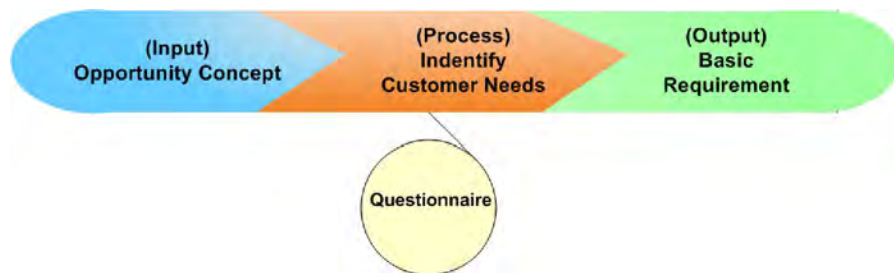 (Input)
Opportunity Concept
(Process)
Indentify
Customer Needs
(Output)
Basic
Requirement
Questionnaire